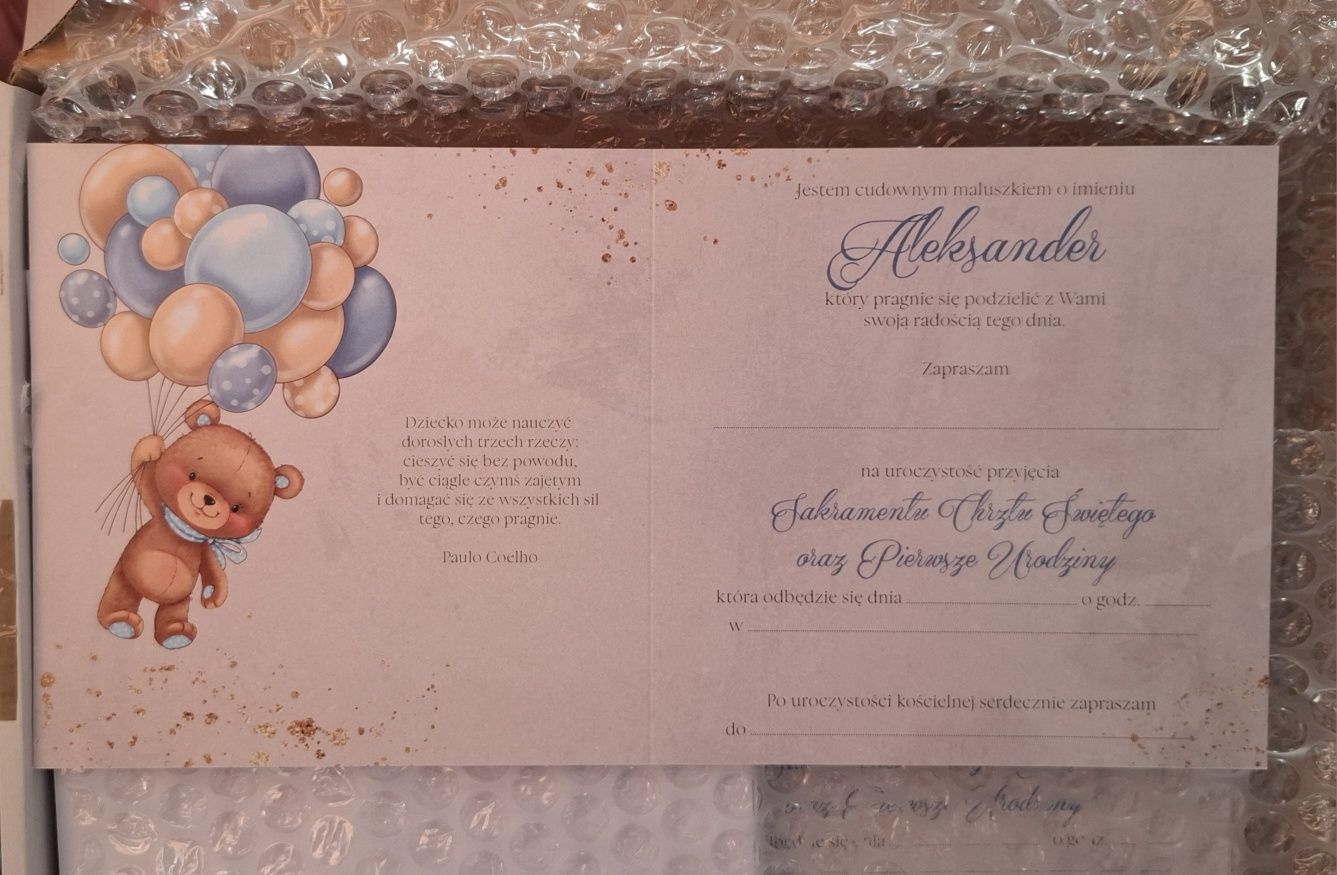 Dziecko może nauczyć
dorosłych trzech rzeczy:
cieszyć się bez powodu,
być ciągle czymś zajętym
i domagać się ze wszystkich sił
tego, czego pragnie.
Paulo Coelho
Jestem cudownym maluszkiem o imieniu
Aleksander
który pragnie się podzielić z Wami
swoją radością tego dnia.
Zapraszam
na uroczystość przyjęcia
Sakramentu Chrztu Świętego
oraz Pierwsze Urodziny
która odbędzie się dnia o godz.
w
Po uroczystości kościelnej serdecznie zapraszam
do